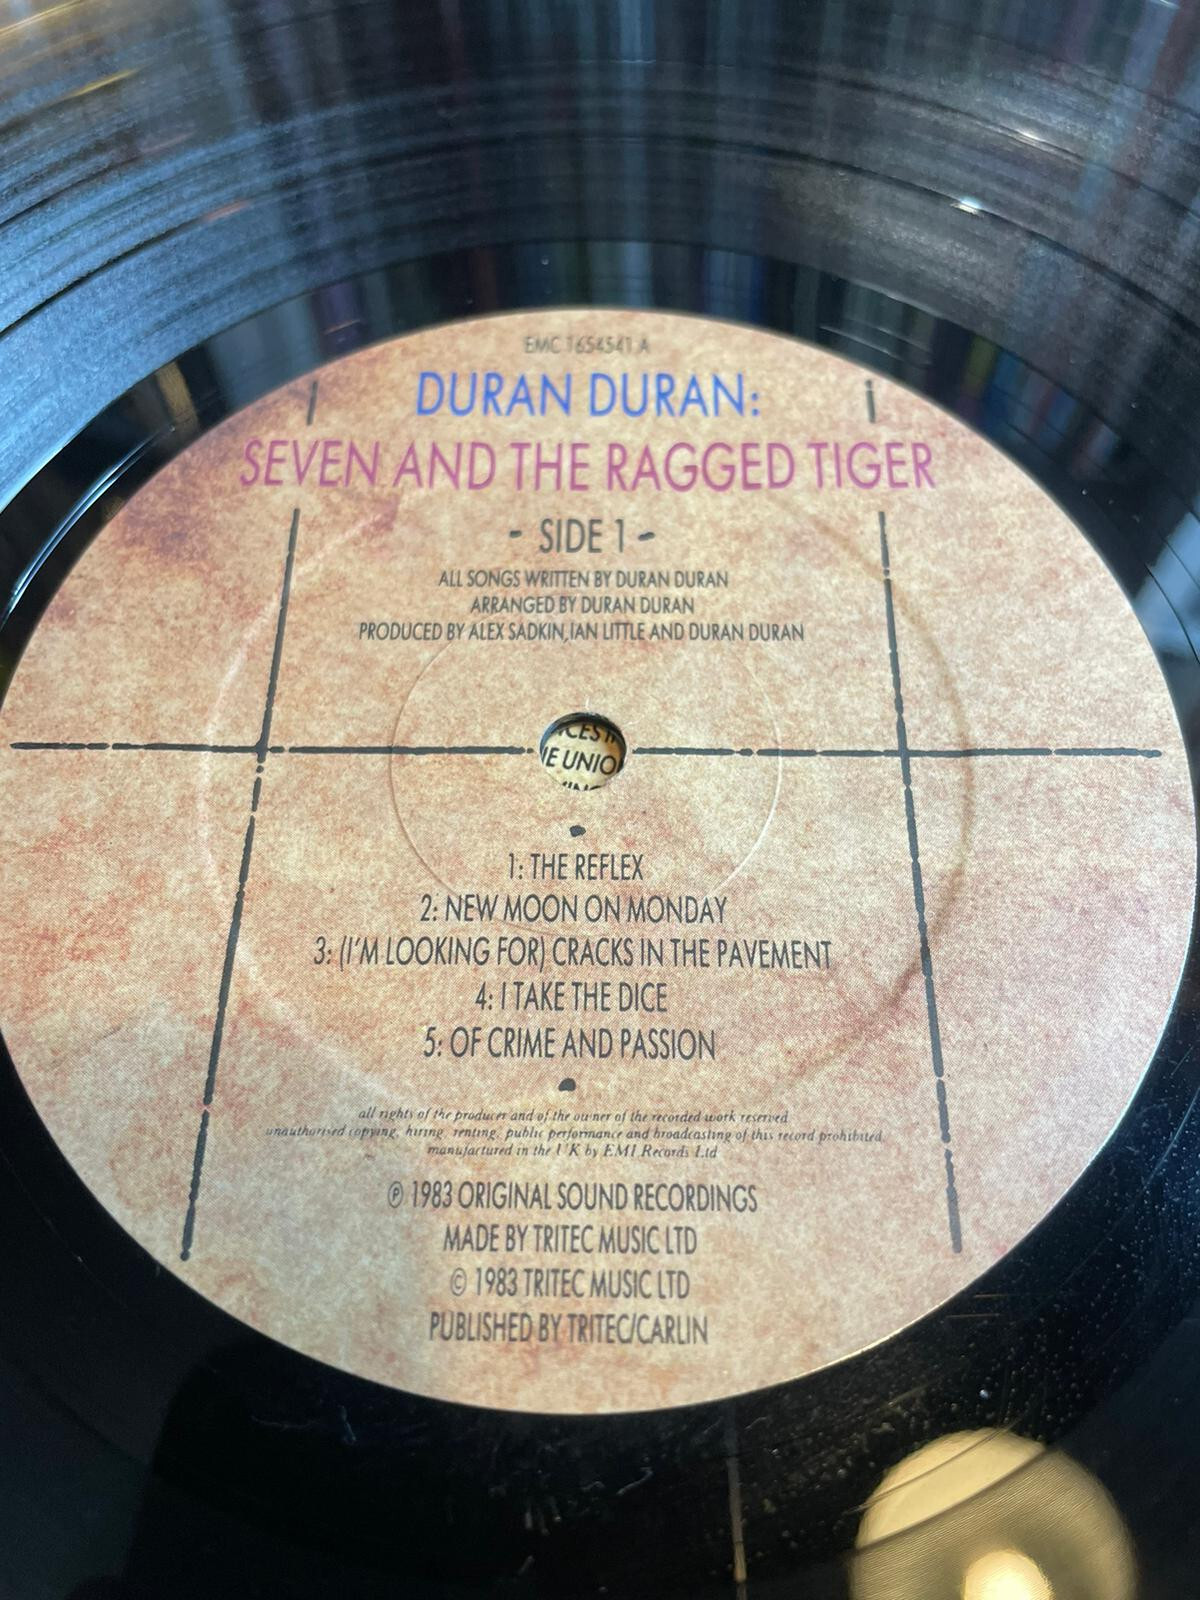 EMC 1654541 A
DURAN DURAN:
SEVEN AND THE RAGGED TIGER
- SIDE 1 -
ALL SONGS WRITTEN BY DURAN DURAN
ARRANGED BY DURAN DURAN
PRODUCED BY ALEX SADKIN, IAN LITTLE AND DURAN DURAN
UNIO
1: THE REFLEX
2: NEW MOON ON MONDAY
3: (I'M LOOKING FOR) CRACKS IN THE PAVEMENT
4: I TAKE THE DICE
5: OF CRIME AND PASSION
all rights of the producer and of the owner of the recorded work reserved
unauthorised copying, hiring, renting, public performance and broadcasting of this record prohibited
manufactured in the UK by EMI Records Ltd
℗ 1983 ORIGINAL SOUND RECORDINGS
MADE BY TRITEC MUSIC LTD
© 1983 TRITEC MUSIC LTD
PUBLISHED BY TRITEC/CARLIN